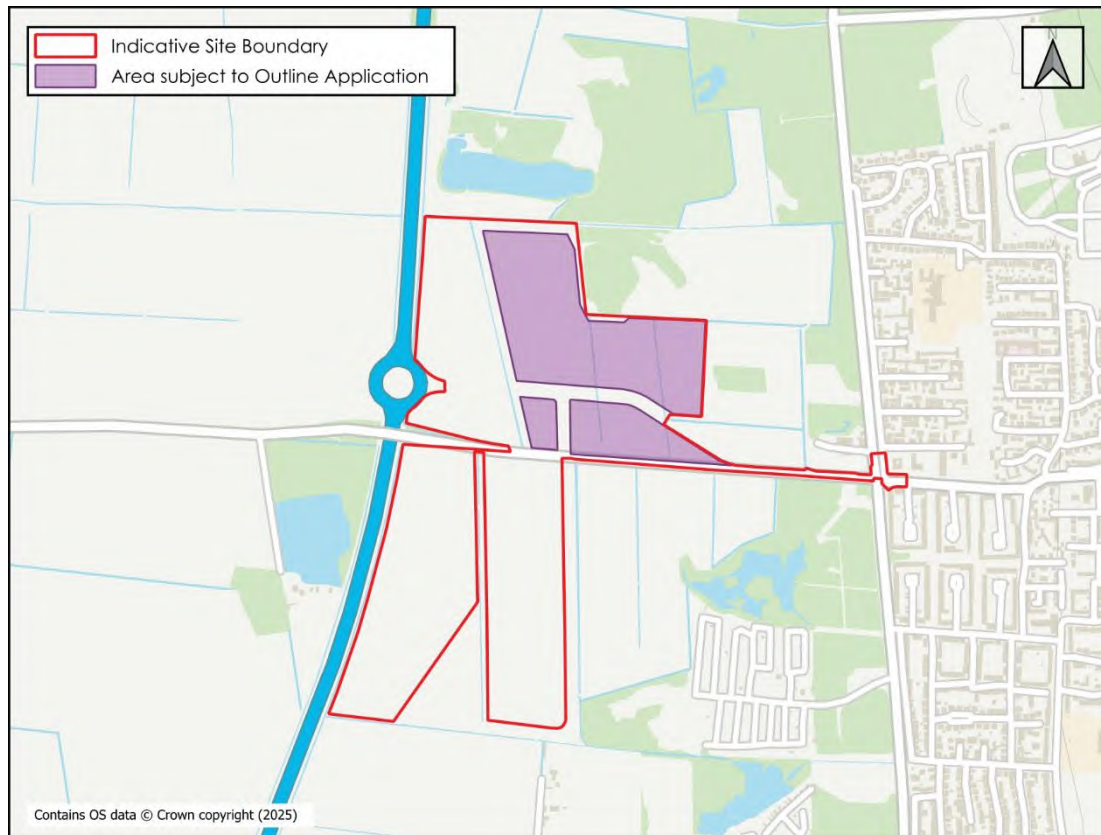 Indicative Site Boundary
Area subject to Outline Application
N
Contains OS data © Crown copyright (2025)